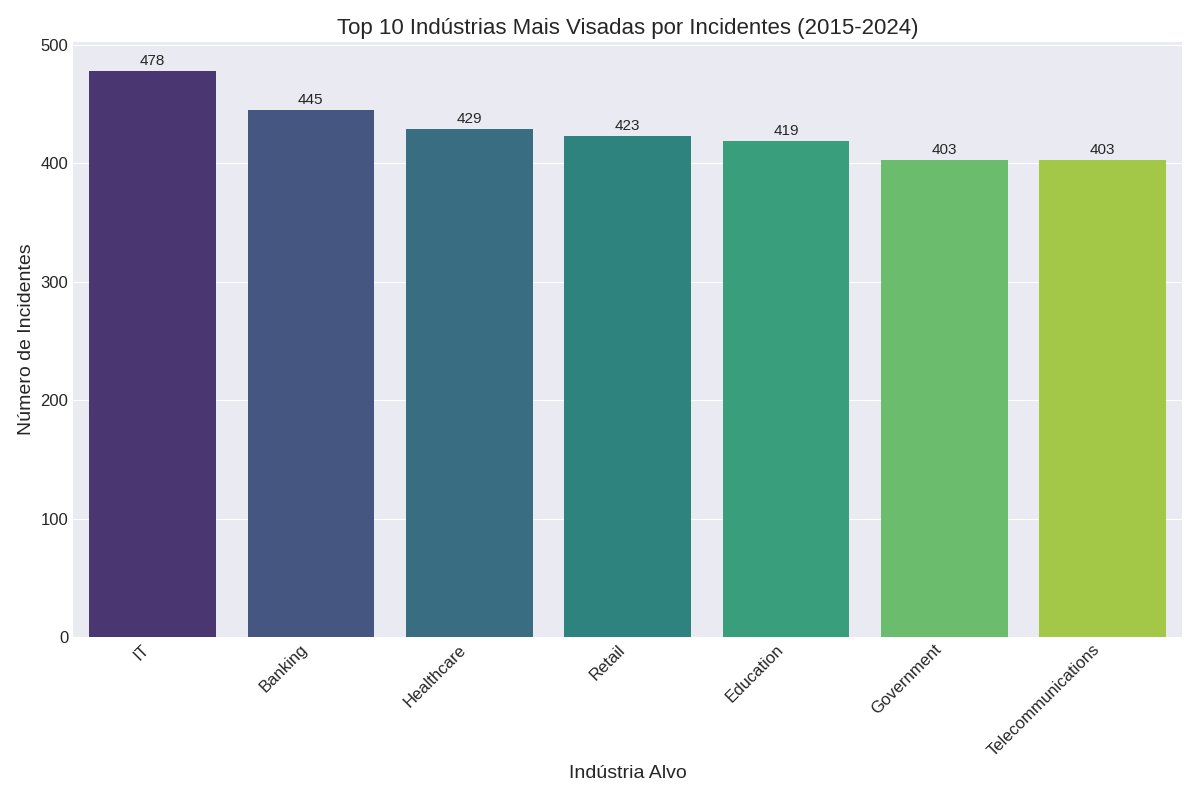 Top 10 Indústrias Mais Visadas por Incidentes (2015-2024)
Número de Incidentes
500
400
300
200
100
0
478
445
429
423
419
403
403
IT
Banking
Healthcare
Retail
Education
Government
Telecommunications
Indústria Alvo